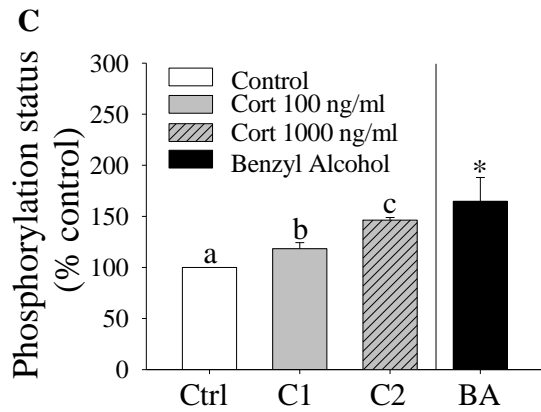 C
Phosphorylation status
(% control)
300
250
200
150
100
50
0
Control
Cort 100 ng/ml
Cort 1000 ng/ml
Benzyl Alcohol
a
b
c
*
Ctrl
C1
C2
BA